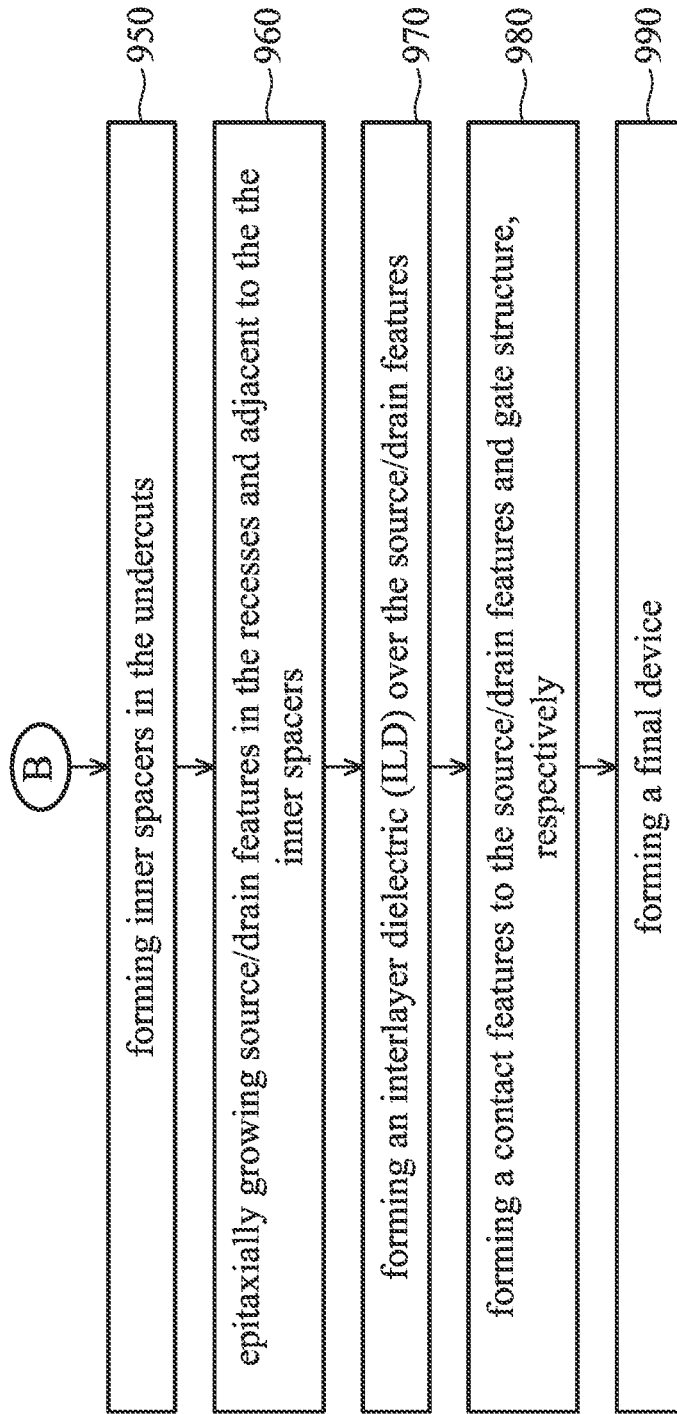 B
forming inner spacers in the undercuts
950
epitaxially growing source/drain features in the recesses and adjacent to the the
inner spacers
960
forming an interlayer dielectric (ILD) over the source/drain features
970
forming a contact features to the source/drain features and gate structure,
respectively
980
forming a final device
990